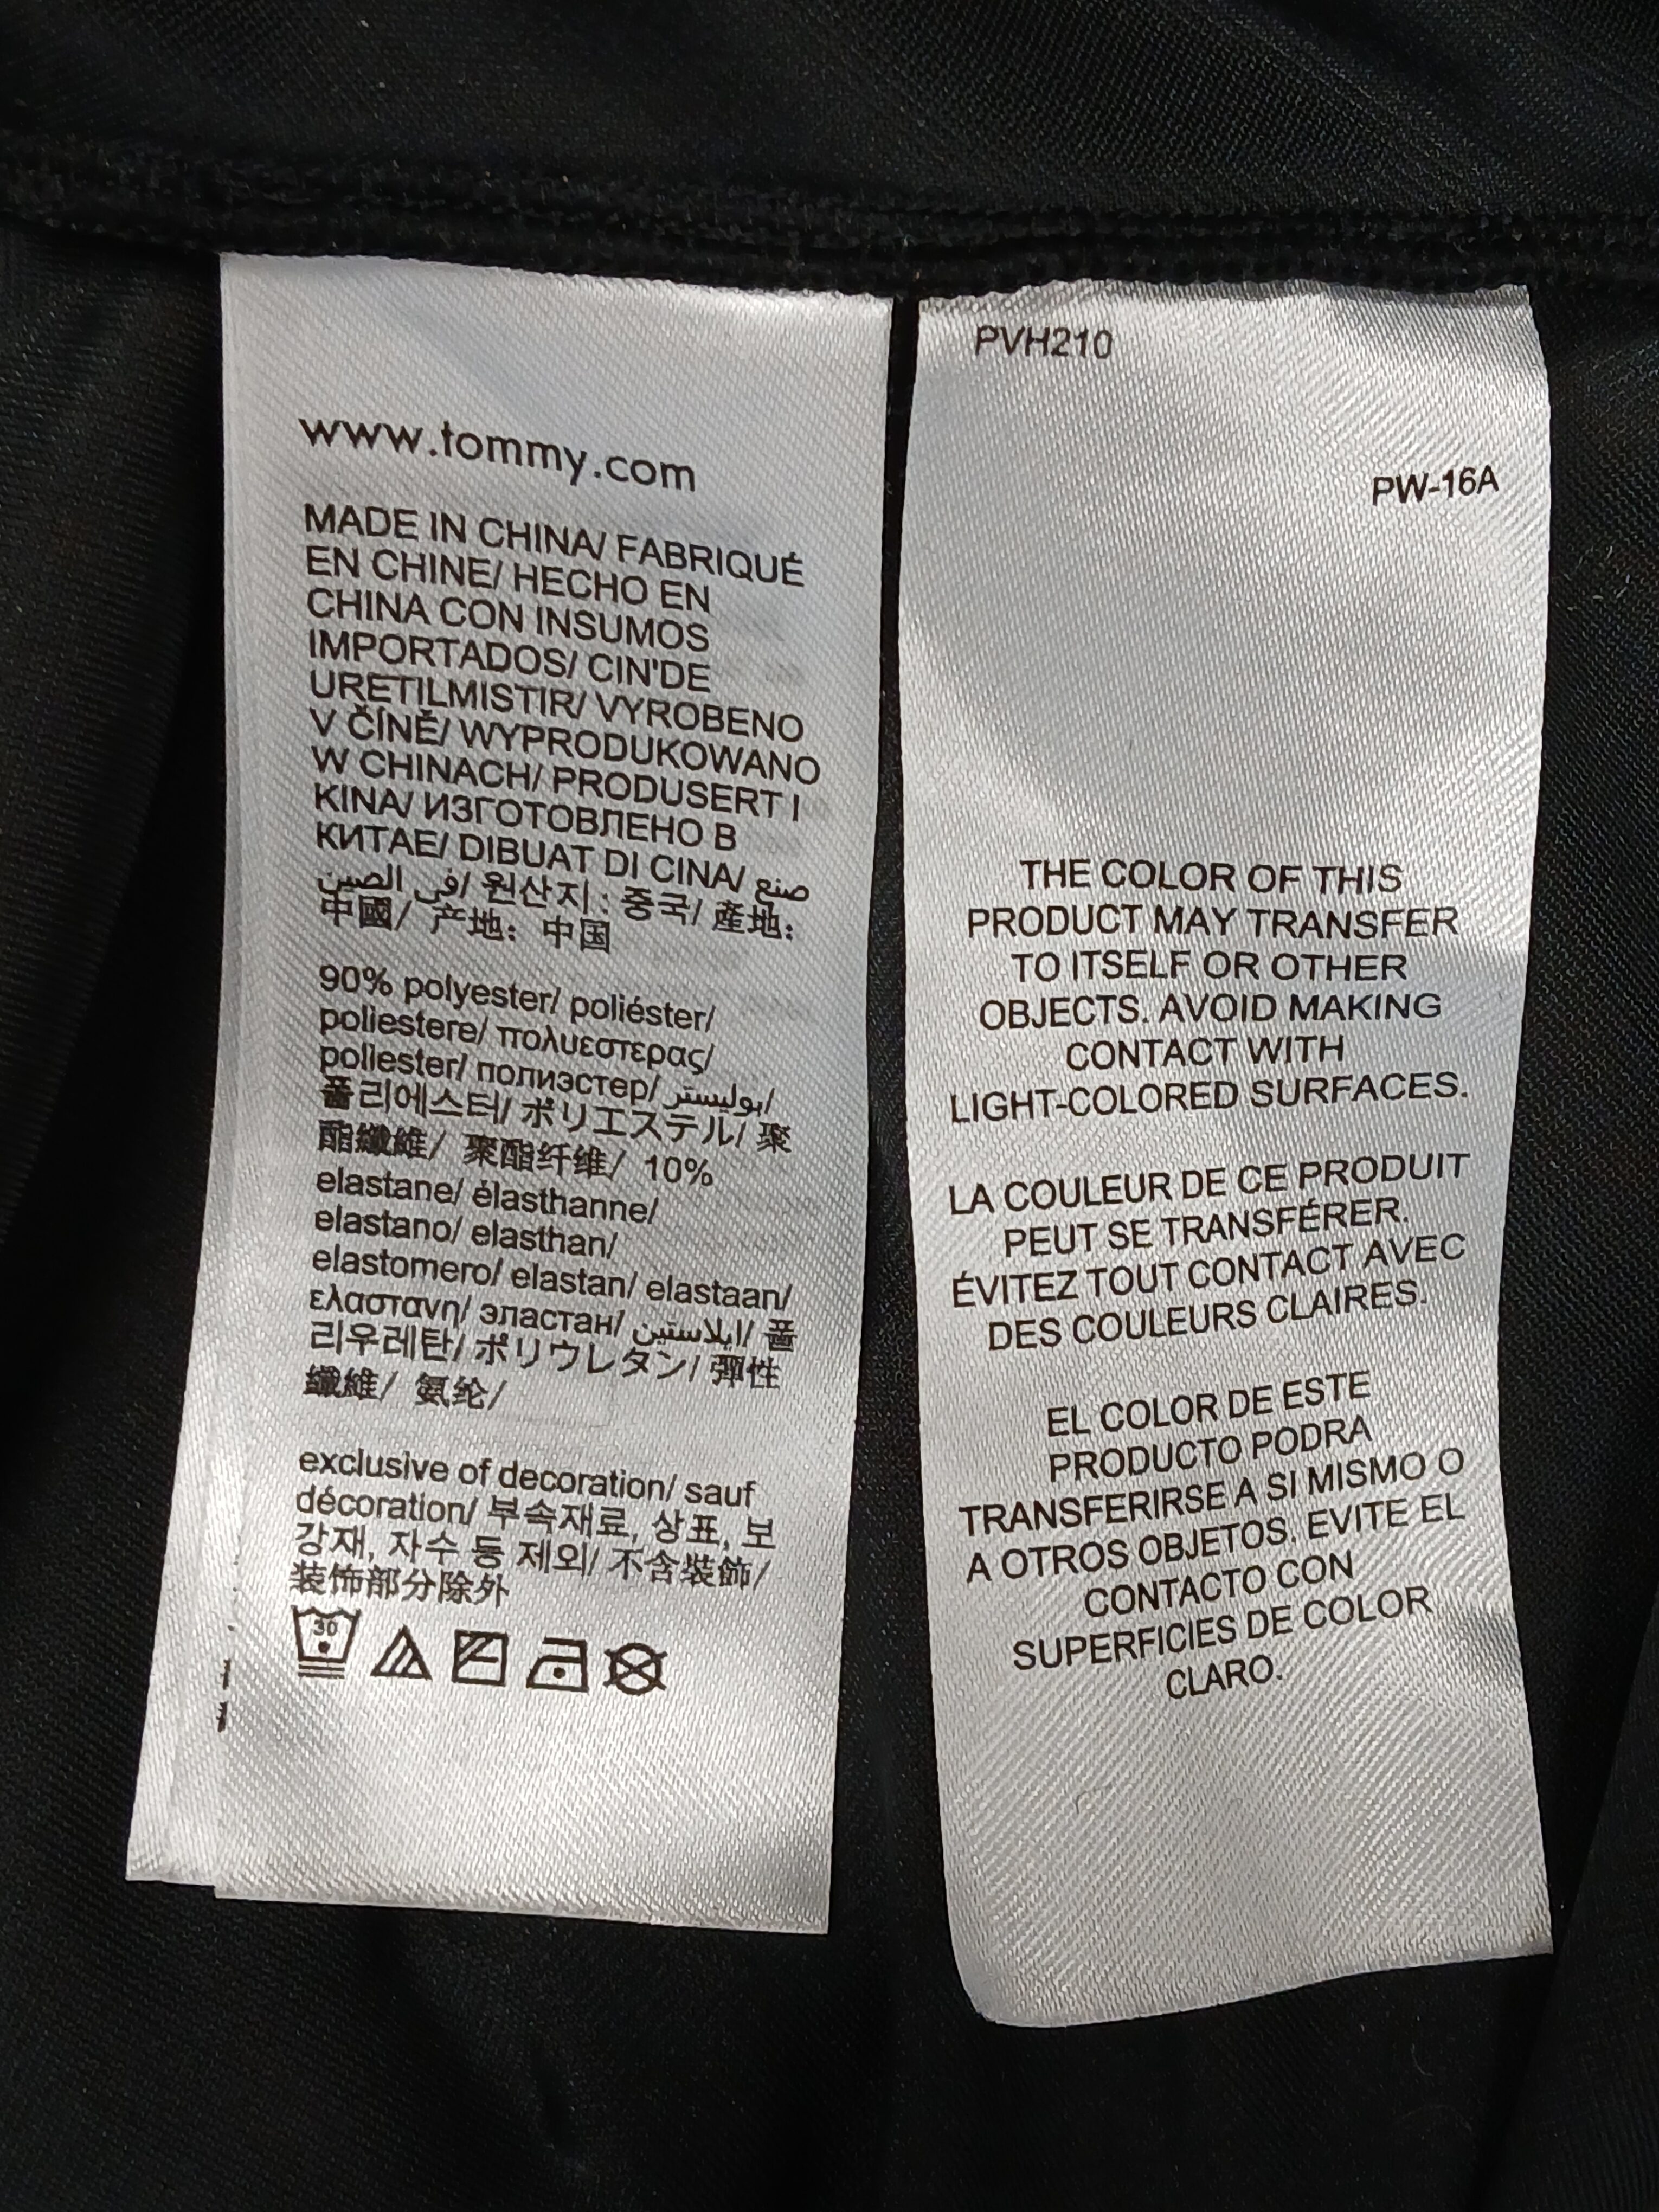 www.tommy.com
MADE IN CHINA/ FABRIQUÉ
EN CHINE/ HECHO EN
CHINA CON INSUMOS
IMPORTADOS/ CIN'DE
URETILMISTIR/ VYROBENO
V ČÍNĚ/ WYPRODUKOWANO
W CHINACH/ PRODUSERT I
KINA/ ИЗГОТОВЛЕНО В
КИТАЕ/ DIBUAT DI CINA/ صنع
في الصين/ 원산지 : 중국/ 產地：
中國/ 产地：中国
90% polyester/ poliéster/
poliestere/ πολυεστερας/
poliester/ полиэстер/ بوليستر/
폴리에스터/ ポリエステル/ 聚
酯纖維/ 聚酯纤维/ 10%
elastane/ élasthanne/
elastano/ elasthan/
elastomero/ elastan/ elastaan/
ελαστανη/ эластан/ ايلاستين/ 폴
리우레탄/ ポリウレタン/ 彈性
纖維/ 氨纶/
exclusive of decoration/ sauf
décoration/ 부속재료, 상표, 보
강재, 자수 등 제외/ 不含裝飾/
装饰部分除外
30
PVH210
PW-16A
THE COLOR OF THIS
PRODUCT MAY TRANSFER
TO ITSELF OR OTHER
OBJECTS. AVOID MAKING
CONTACT WITH
LIGHT-COLORED SURFACES.
LA COULEUR DE CE PRODUIT
PEUT SE TRANSFÉRER.
ÉVITEZ TOUT CONTACT AVEC
DES COULEURS CLAIRES.
EL COLOR DE ESTE
PRODUCTO PODRA
TRANSFERIRSE A SI MISMO O
A OTROS OBJETOS. EVITE EL
CONTACTO CON
SUPERFICIES DE COLOR
CLARO.